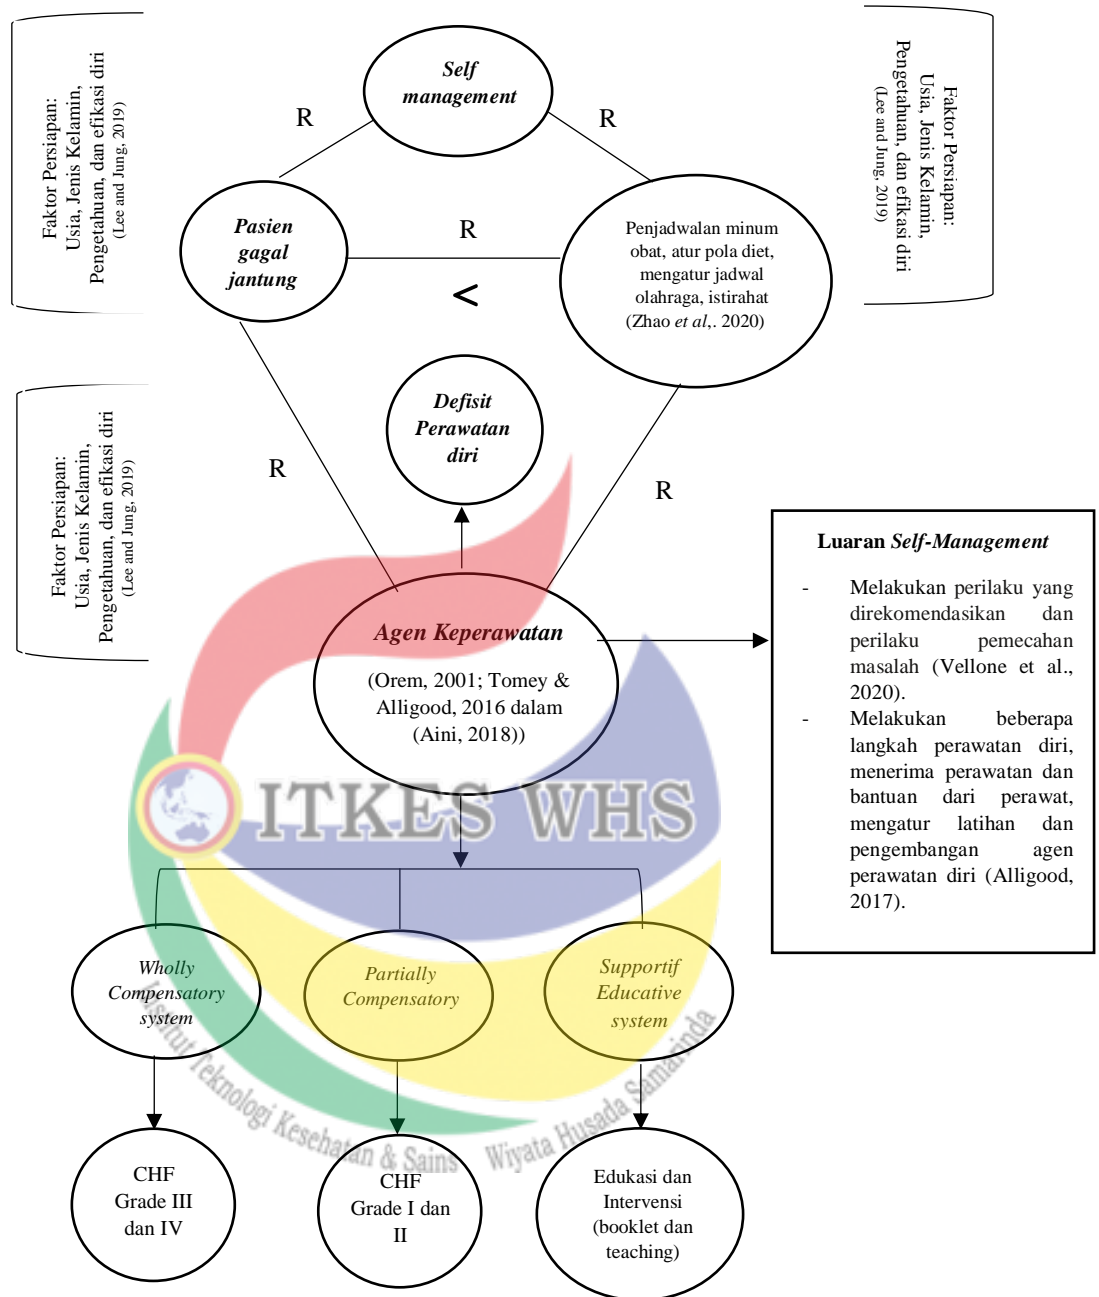 Faktor Persiapan:
Usia, Jenis Kelamin,
Pengetahuan, dan efikasi diri
(Lee and Jung, 2019)
Self
management
Faktor Persiapan:
Usia, Jenis Kelamin,
Pengetahuan, dan efikasi diri
(Lee and Jung, 2019)
R
R
Pasien
gagal
jantung
R
<
Penjadwalan minum
obat, atur pola diet,
mengatur jadwal
olahraga, istirahat
(Zhao et al,. 2020)
Faktor Persiapan:
Usia, Jenis Kelamin,
Pengetahuan, dan efikasi diri
(Lee and Jung, 2019)
Defisit
Perawatan
diri
R
R
Agen Keperawatan
(Orem, 2001; Tomey &
Alligood, 2016 dalam
(Aini, 2018))
Luaran Self-Management
- Melakukan perilaku yang
direkomendasikan dan
perilaku pemecahan
masalah (Vellone et al.,
2020).
- Melakukan beberapa
langkah perawatan diri,
menerima perawatan dan
bantuan dari perawat,
mengatur latihan dan
pengembangan agen
perawatan diri (Alligood,
2017).
ITKES WHS
Wholly
Compensatory
system
Partially
Compensatory
Supportif
Educative
system
Institut Teknologi Kesehatan & Sains Wiyata Husada Samarinda
CHF
Grade III
dan IV
CHF
Grade I dan
II
Edukasi dan
Intervensi
(booklet dan
teaching)